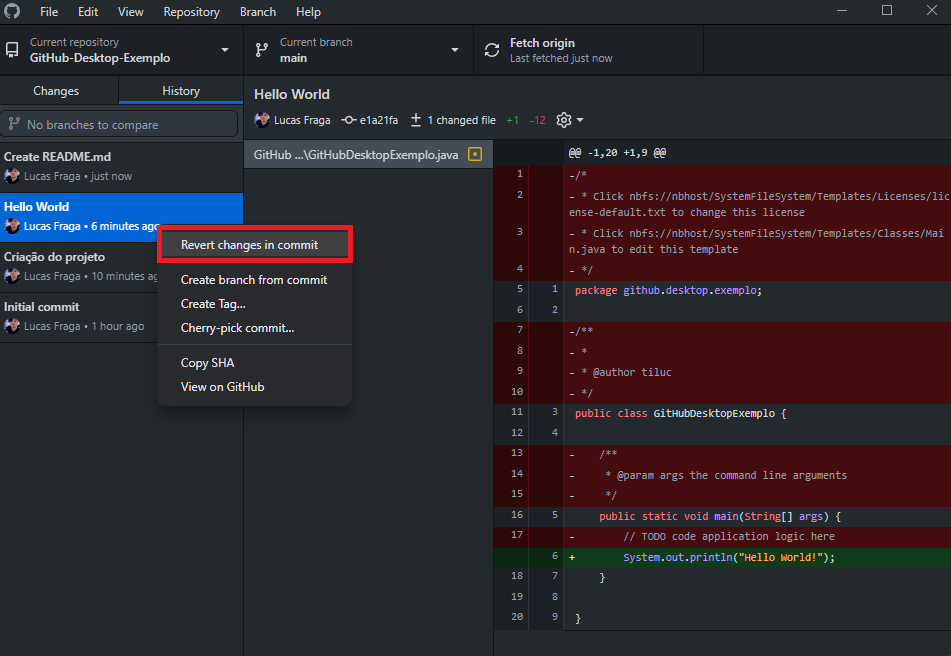 File Edit View Repository Branch Help
Current repository
GitHub-Desktop-Exemplo
Current branch
main
Fetch origin
Last fetched just now
Changes
History
No branches to compare
Create README.md
Lucas Fraga • just now
Hello World
Lucas Fraga • 6 minutes ago
Criação do projeto
Lucas Fraga • 10 minutes ag
Initial commit
Lucas Fraga • 1 hour ago
Revert changes in commit
Create branch from commit
Create Tag...
Cherry-pick commit...
Copy SHA
View on GitHub
Hello World
Lucas Fraga e1a21fa 1 changed file +1 -12
GitHub ...\GitHubDesktopExemplo.java
@@ -1,20 +1,9 @@
1 -/*
2 - * Click nbfs://nbhost/SystemFileSystem/Templates/Licenses/lic
ense-default.txt to change this license
3 - * Click nbfs://nbhost/SystemFileSystem/Templates/Classes/Mai
n.java to edit this template
4 - */
5 1 package github.desktop.exemplo;
6 2
7 -/**
8 - *
9 - * @author tiluc
10 - */
11 3 public class GitHubDesktopExemplo {
12 4
13 - /**
14 - * @param args the command line arguments
15 - */
16 5 public static void main(String[] args) {
17 - // TODO code application logic here
6 + System.out.println("Hello World!");
18 7 }
19 8
20 9 }